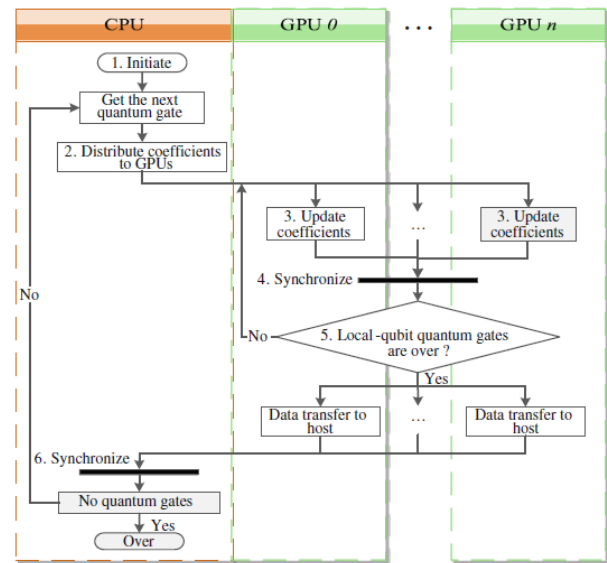 CPU
GPU 0
. . .
GPU n
1. Initiate
Get the next
quantum gate
2. Distribute coefficients
to GPUs
3. Update
coefficients
...
3. Update
coefficients
4. Synchronize
No
No
5. Local -qubit quantum gates
are over ?
Yes
Data transfer to
host
...
Data transfer to
host
6. Synchronize
No quantum gates
Yes
Over